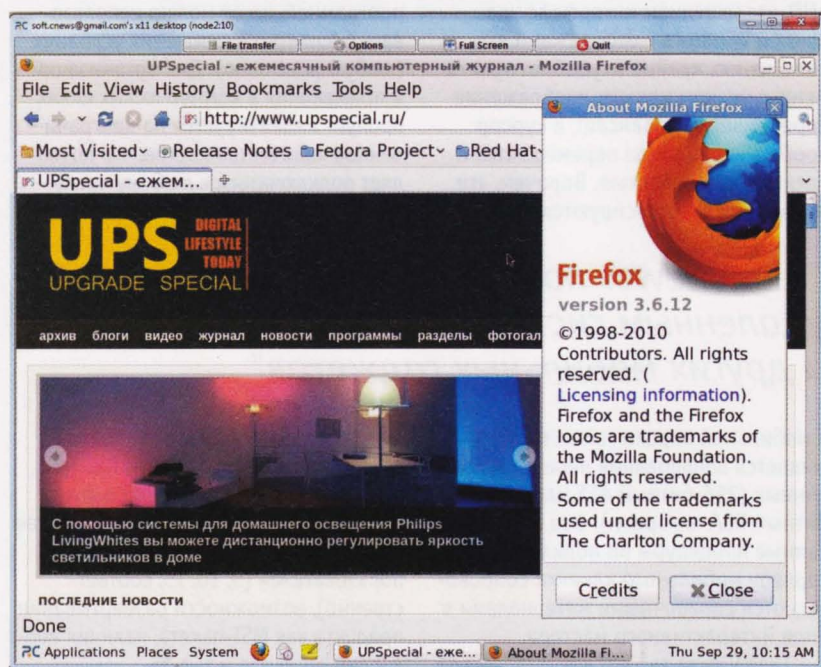 soft.cnews@gmail.com's x11 desktop (node2:10)
File transfer Options Full Screen Quit
UPSpecial - ежемесячный компьютерный журнал - Mozilla Firefox
File Edit View History Bookmarks Tools Help
http://www.upspecial.ru/
Most Visited Release Notes Fedora Project Red Hat
UPSpecial - ежем...
UPS DIGITAL
LIFESTYLE
TODAY
UPGRADE SPECIAL
архив блоги видео журнал новости программы разделы фотогал
С помощью системы для домашнего освещения Philips
LivingWhites вы можете дистанционно регулировать яркость
светильников в доме
ПОСЛЕДНИЕ НОВОСТИ
Done
About Mozilla Firefox
Firefox
version 3.6.12
©1998-2010
Contributors. All rights
reserved. (
Licensing information).
Firefox and the Firefox
logos are trademarks of
the Mozilla Foundation.
All rights reserved.
Some of the trademarks
used under license from
The Charlton Company.
Credits Close
Applications Places System UPSpecial - еже... About Mozilla Fi... Thu Sep 29, 10:15 AM